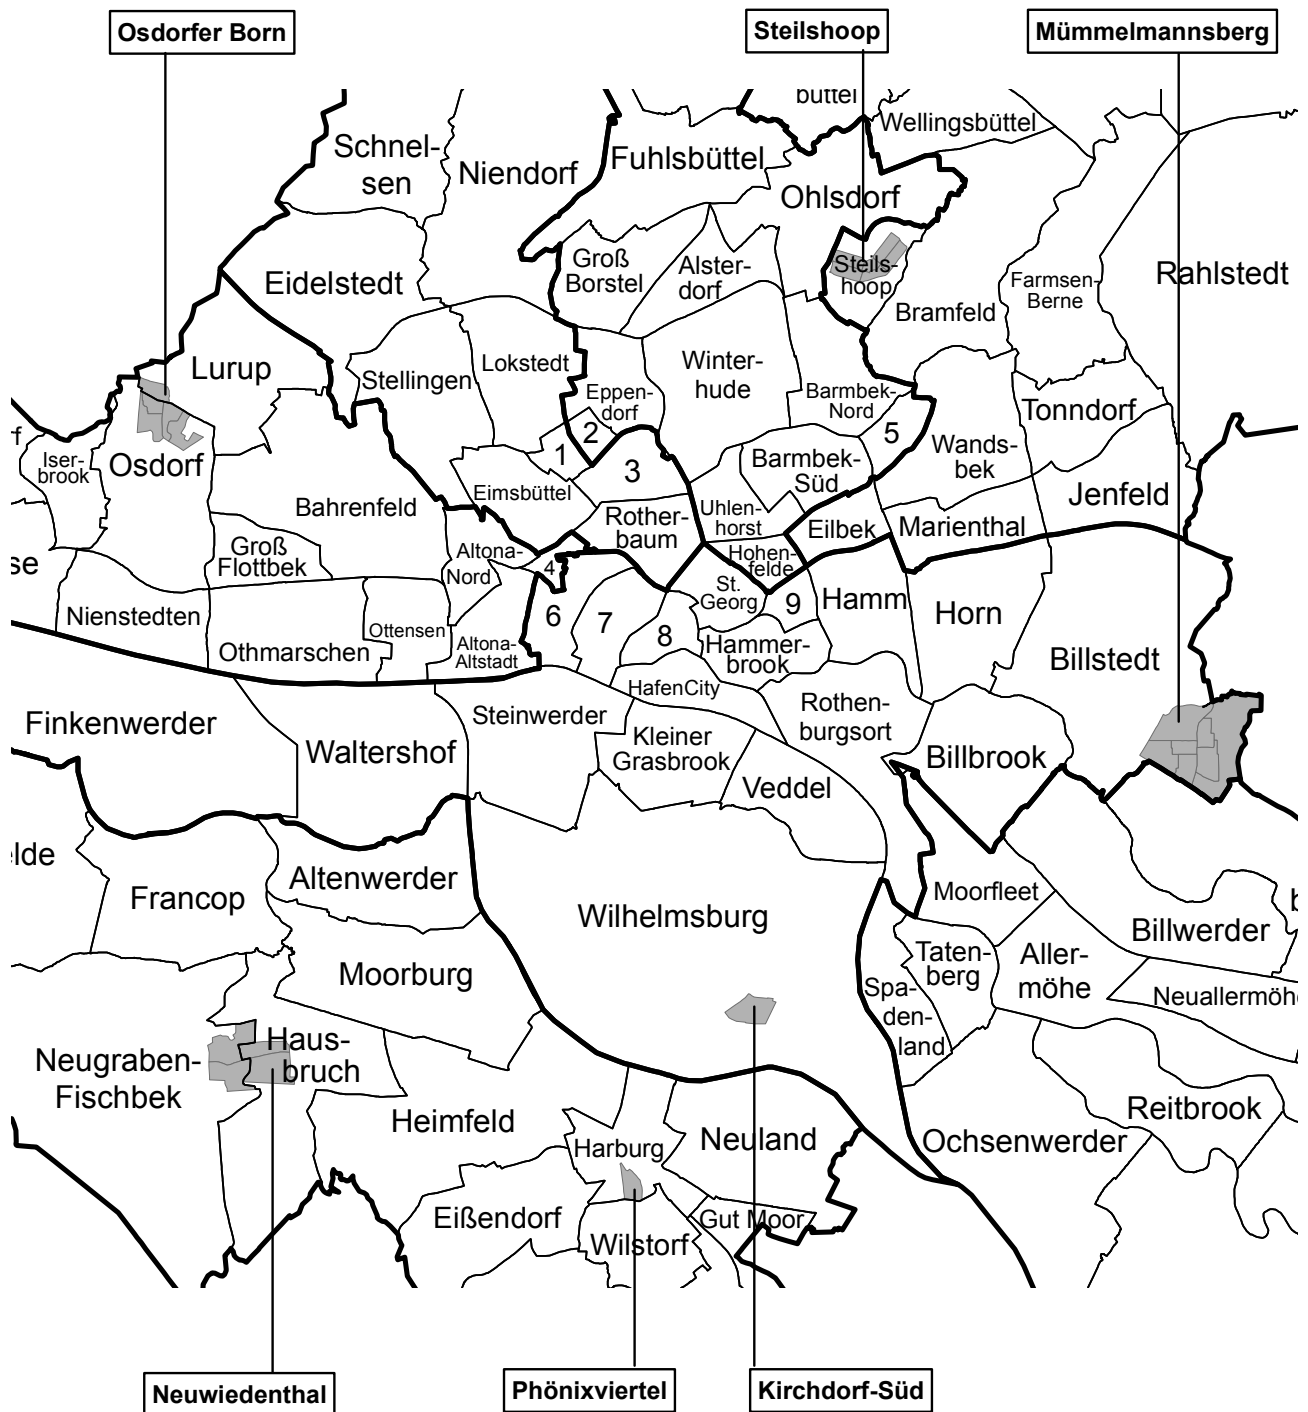 Osdorfer Born
Steilshoop
Mümmelmannsberg
büttel
Wellingsbüttel
Schnel-
sen
Niendorf
Fuhlsbüttel
Ohlsdorf
Eidelstedt
Groß
Borstel
Alster-
dorf
Steils-
hoop
Bramfeld
Farmsen-
Berne
Rahlstedt
Lurup
Stellingen
Lokstedt
Eppen-
dorf
Winter-
hude
Barmbek-
Nord
Tonndorf
rf
Iser-
brook
Osdorf
1
2
3
5
Wands-
bek
Barmbek-
Süd
Bahrenfeld
Eimsbüttel
Rother-
baum
Uhlen-
horst
Eilbek
Marienthal
Jenfeld
se
Groß
Flottbek
Altona-
Nord
4
Hohen-
felde
St.
Georg
9
Hamm
Horn
Nienstedten
Othmarschen
Ottensen
Altona-
Altstadt
6
7
8
Hammer-
brook
Billstedt
HafenCity
Finkenwerder
Waltershof
Steinwerder
Kleiner
Grasbrook
Veddel
Rothen-
burgsort
Billbrook
lde
Francop
Altenwerder
Wilhelmsburg
Moorfleet
Billwerder
b
Moorburg
Spa-
den-
land
Taten-
berg
Aller-
möhe
Neuallermöhe
Neugraben-
Fischbek
Haus-
bruch
Heimfeld
Harburg
Neuland
Ochsenwerder
Reitbrook
Eißendorf
Wilstorf
Gut Moor
Neuwiedenthal
Phönixviertel
Kirchdorf-Süd